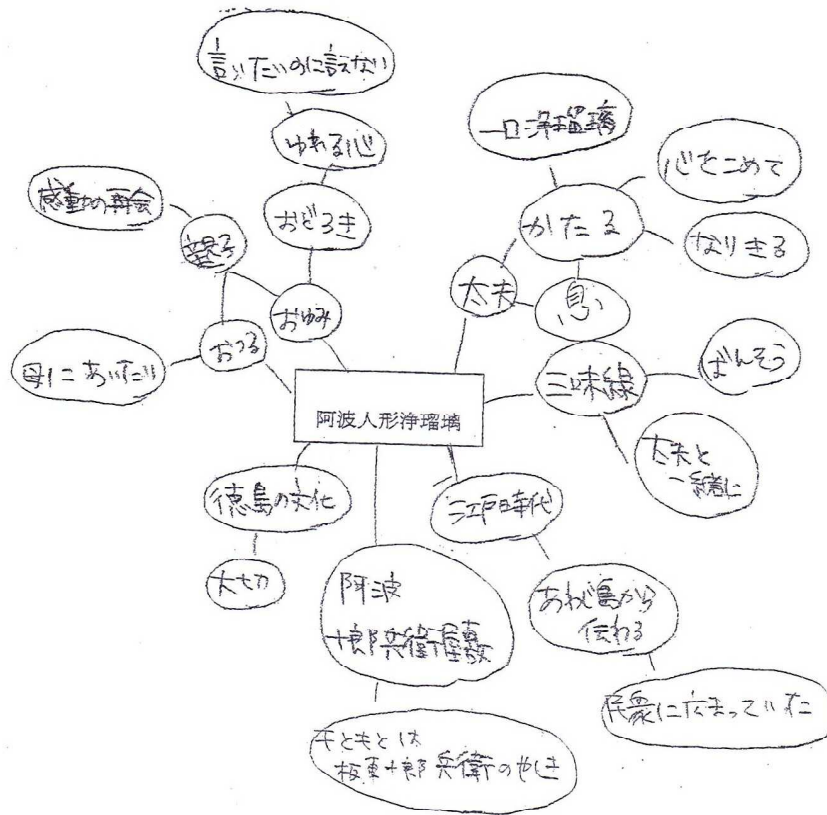 言いたいのに言えない
ゆれる心
おどろき
感動の再会
親子
おゆみ
おつる
母にあいたい
一口浄瑠璃
心をこめて
かたる
なりきる
太夫
息
三味線
ばんそう
太夫と
一緒に
阿波人形浄瑠璃
徳島の文化
大切
江戸時代
阿波
十郎兵衛屋敷
あわじ島から
伝わる
民衆に広まっていた
もともとは
板東十郎兵衛のやしき